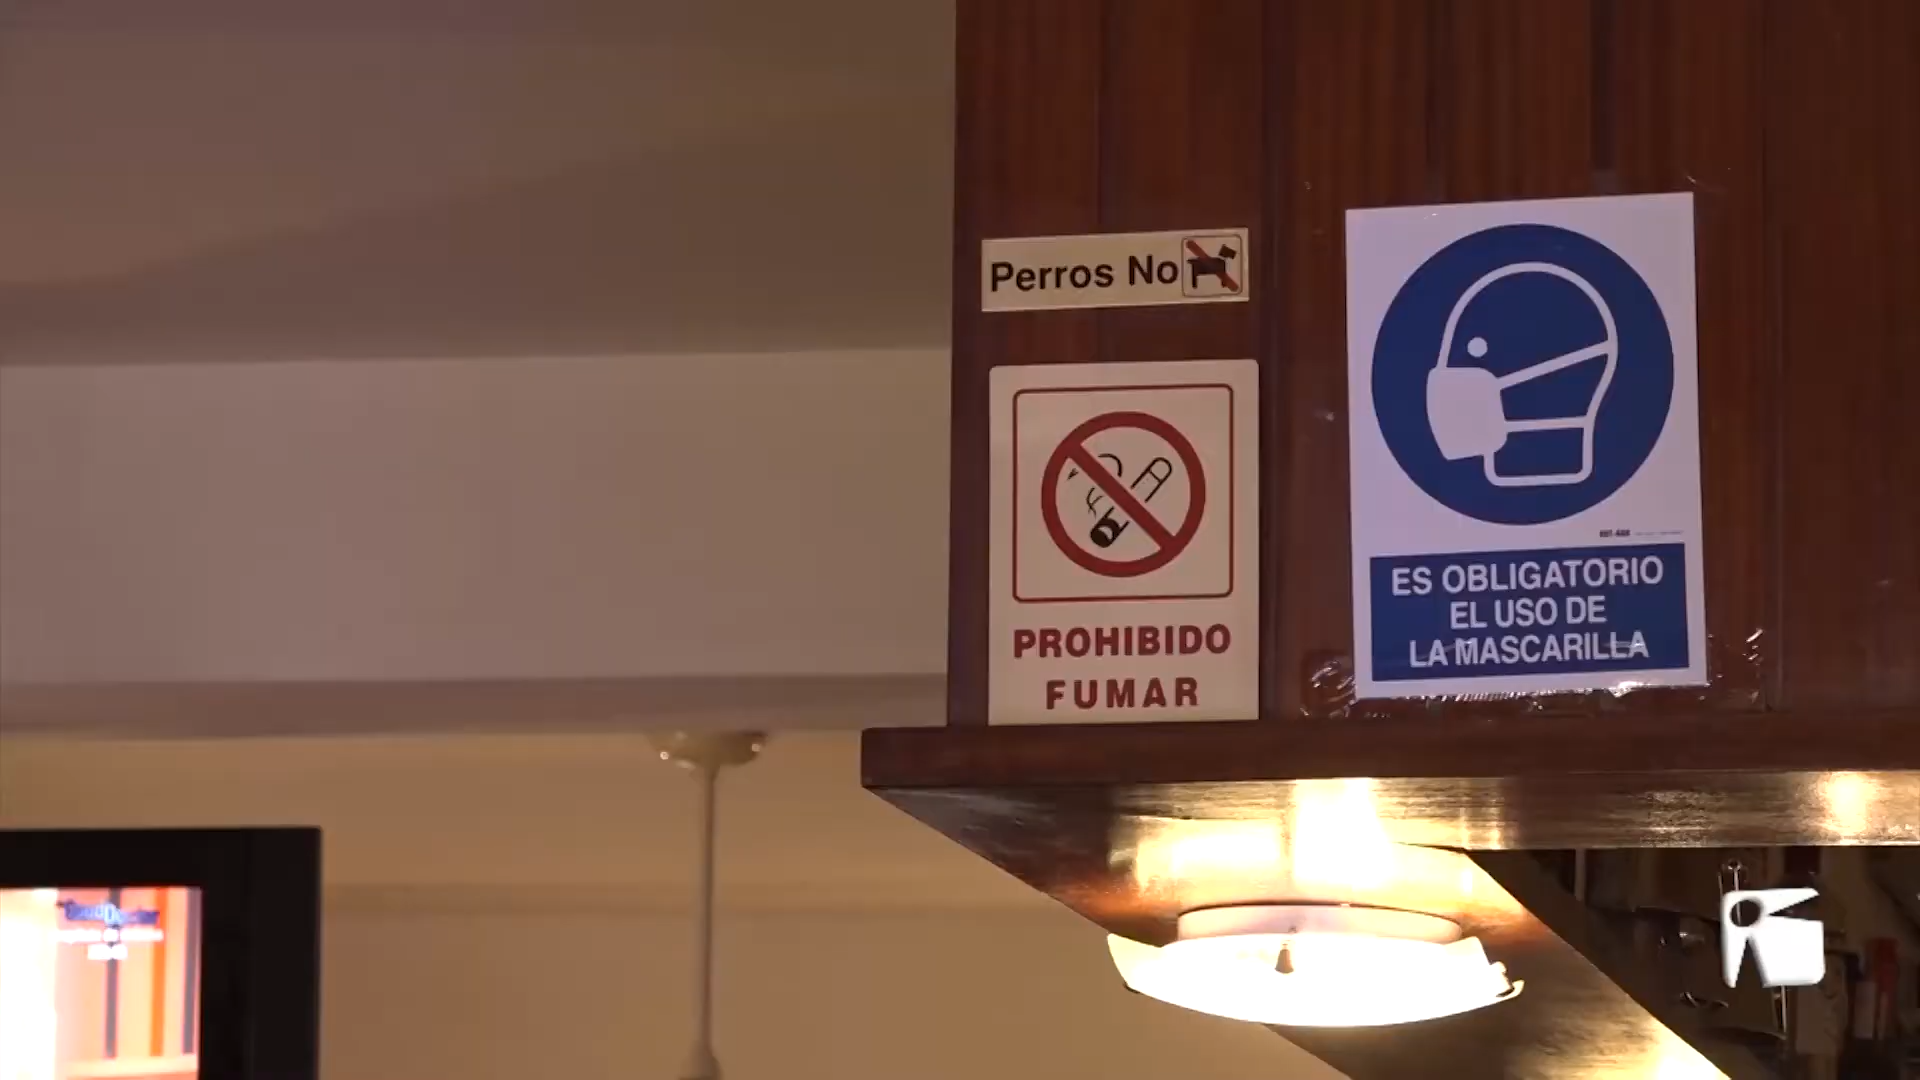 Perros No
PROHIBIDO
FUMAR
ES OBLIGATORIO
EL USO DE
LA MASCARILLA